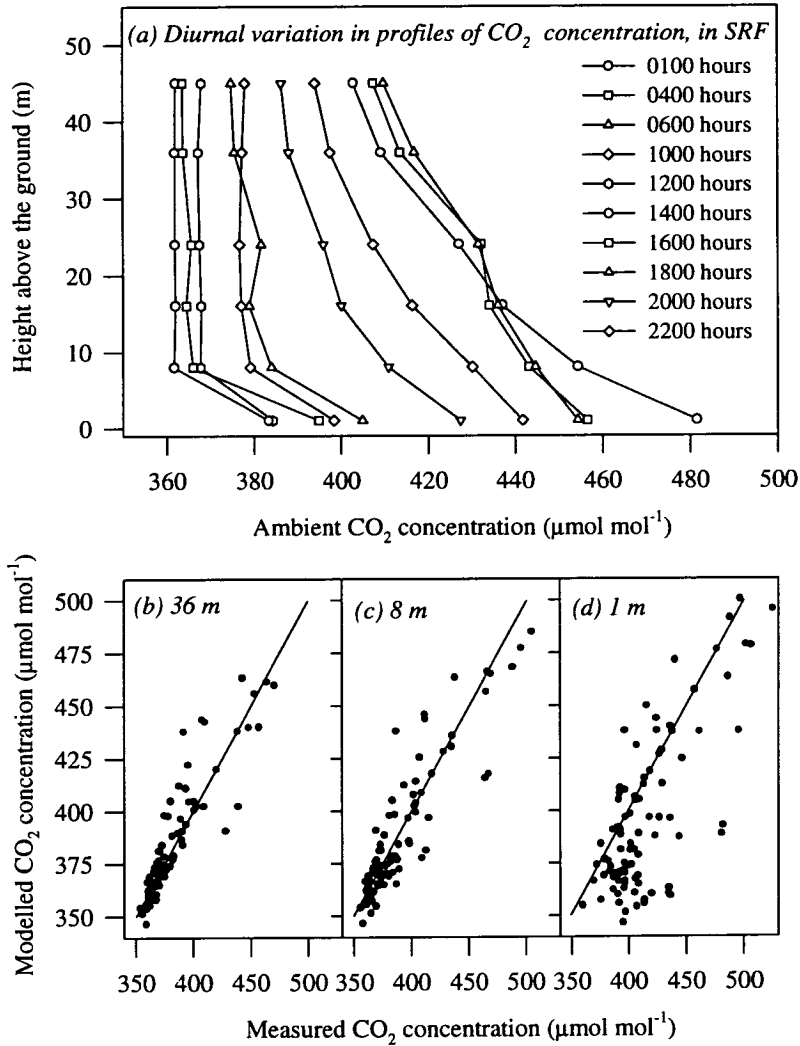 (a) Diurnal variation in profiles of CO₂ concentration, in SRF
0100 hours
0400 hours
0600 hours
1000 hours
1200 hours
1400 hours
1600 hours
1800 hours
2000 hours
2200 hours
Height above the ground (m)
50
40
30
20
10
0
360 380 400 420 440 460 480 500
Ambient CO₂ concentration (µmol mol⁻¹)
Modelled CO₂ concentration (µmol mol⁻¹)
(b) 36 m
(c) 8 m
(d) 1 m
500
475
450
425
400
375
350
350 400 450 500
350 400 450 500
350 400 450 500
Measured CO₂ concentration (µmol mol⁻¹)